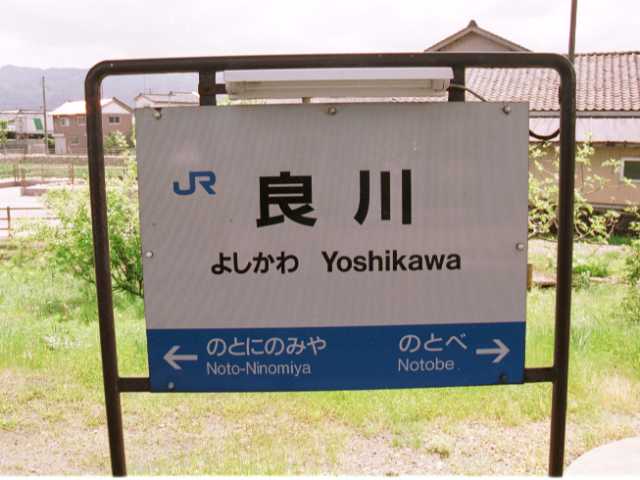 JR 良川
よしかわ Yoshikawa
← のとにのみや のとべ →
Noto-Ninomiya Notobe